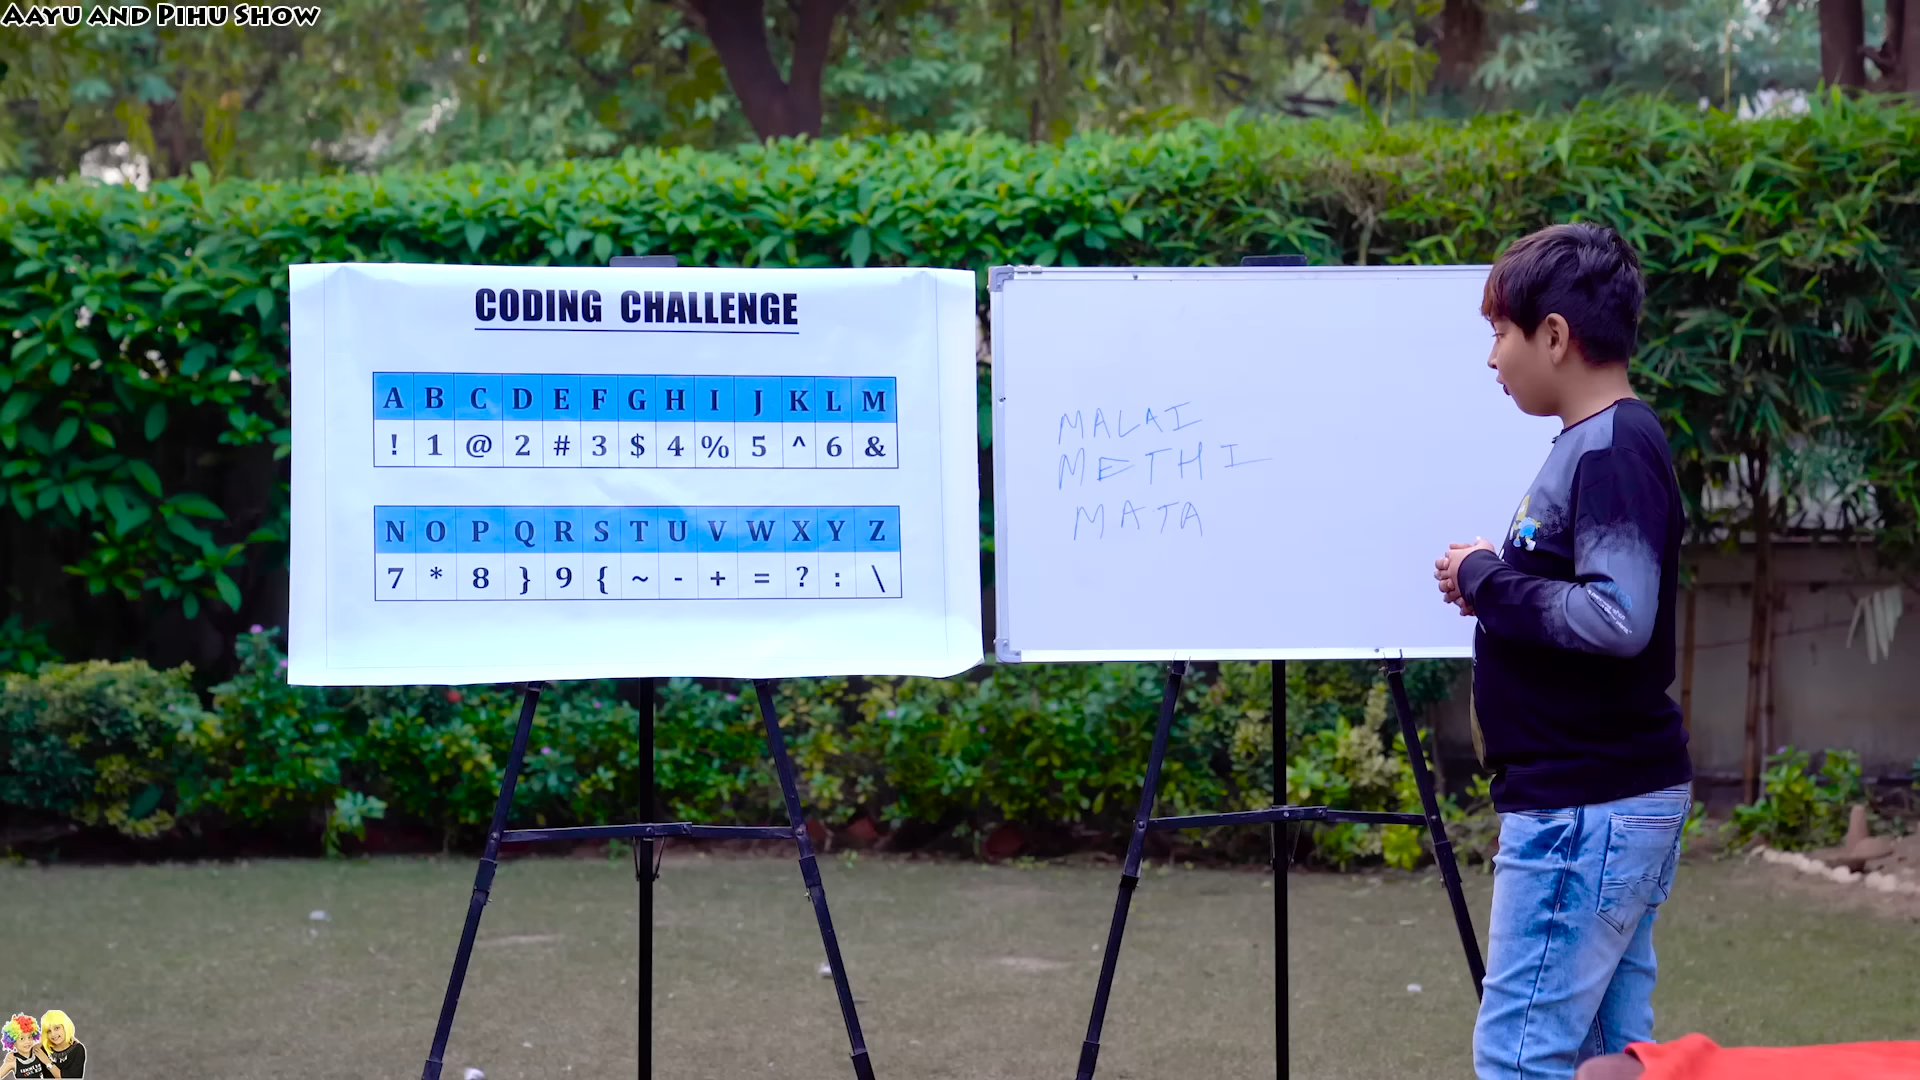 AAYU AND PIHU SHOW
CODING CHALLENGE
A B C D E F G H I J K L M
! 1 @ 2 # 3 $ 4 % 5 ^ 6 &
N O P Q R S T U V W X Y Z
7 * 8 } 9 { ~ - + = ? : \
MALAI
METHI
MATA